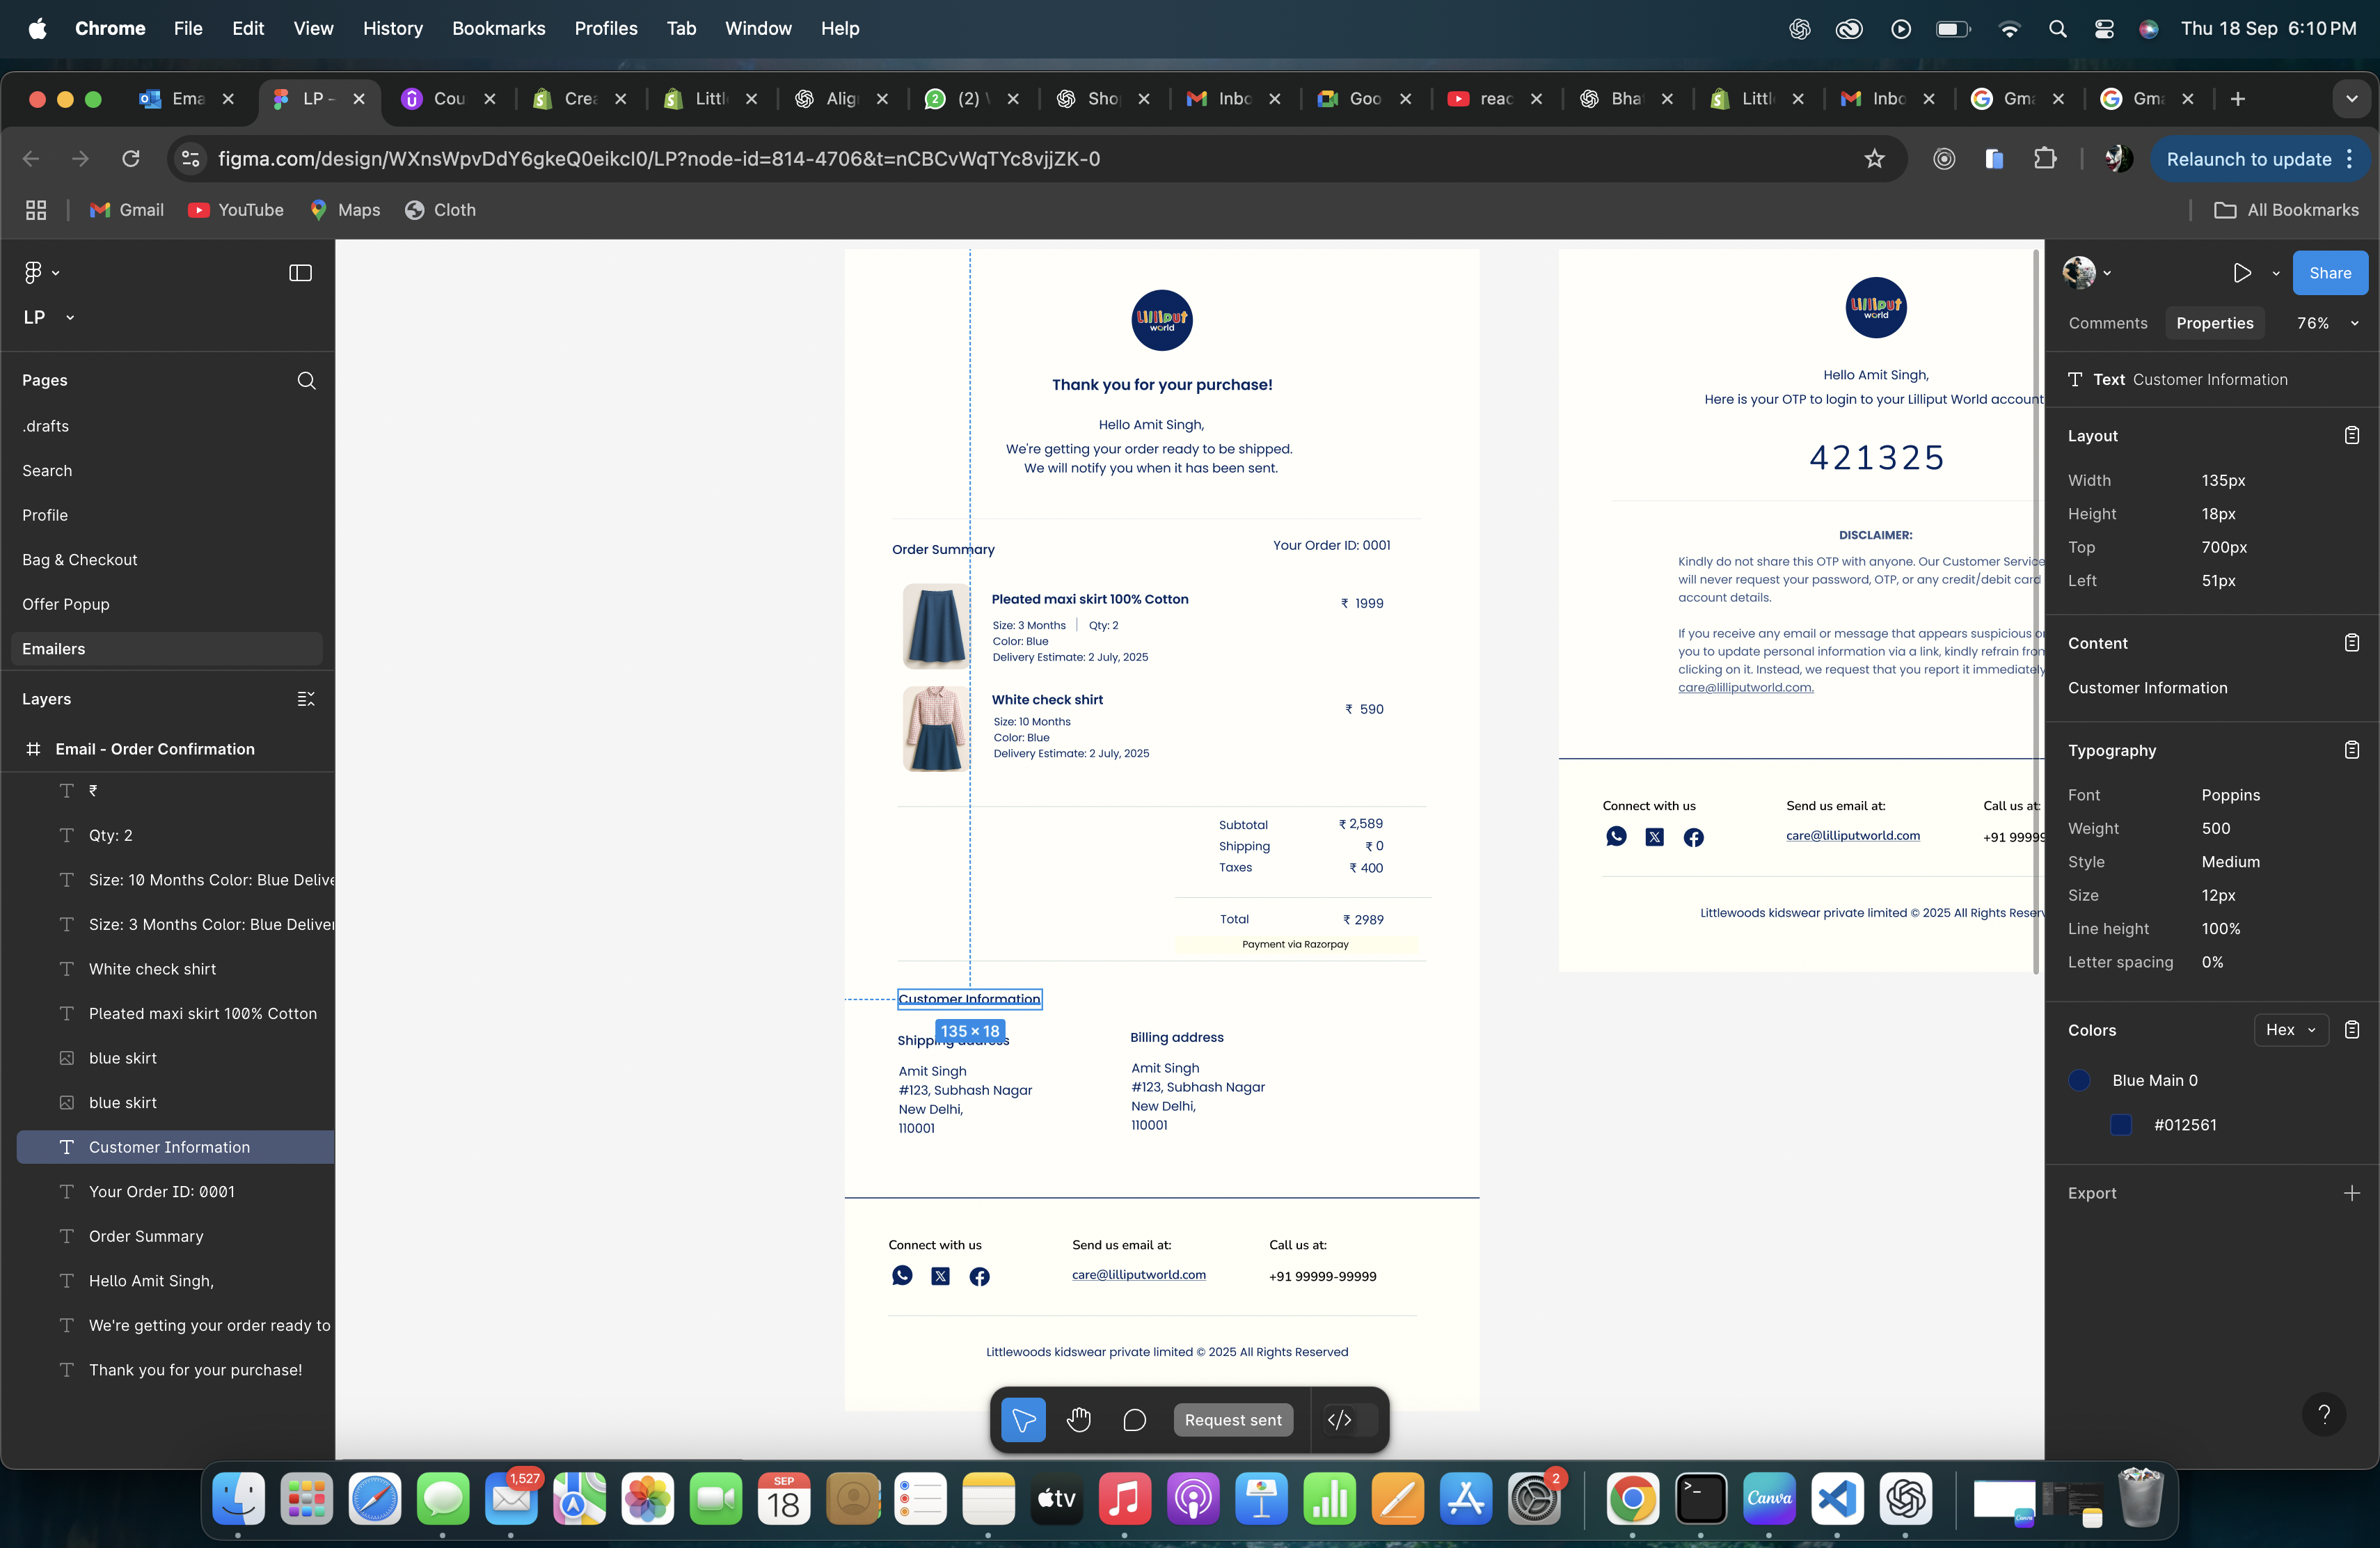 Chrome File Edit View History Bookmarks Profiles Tab Window Help
Thu 18 Sep 6:10 PM
Ema
LP –
Cou
Crea
Littl
Alig
(2)
Sho
Inbo
Goo
reac
Bha
Littl
Inbo
Gma
Gma
figma.com/design/WXnsWpvDdY6gkeQ0eikcI0/LP?node-id=814-4706&t=nCBCvWqTYc8vjjZK-0
Relaunch to update
Gmail YouTube Maps Cloth
All Bookmarks
LP
Pages
.drafts
Search
Profile
Bag & Checkout
Offer Popup
Emailers
Layers
Email - Order Confirmation
₹
Qty: 2
Size: 10 Months Color: Blue Delive
Size: 3 Months Color: Blue Deliver
White check shirt
Pleated maxi skirt 100% Cotton
blue skirt
blue skirt
Customer Information
Your Order ID: 0001
Order Summary
Hello Amit Singh,
We're getting your order ready to
Thank you for your purchase!
Lilliput
world
Thank you for your purchase!
Hello Amit Singh,
We're getting your order ready to be shipped.
We will notify you when it has been sent.
Order Summary
Your Order ID: 0001
Pleated maxi skirt 100% Cotton
₹ 1999
Size: 3 Months Qty: 2
Color: Blue
Delivery Estimate: 2 July, 2025
White check shirt
₹ 590
Size: 10 Months
Color: Blue
Delivery Estimate: 2 July, 2025
Subtotal ₹ 2,589
Shipping ₹ 0
Taxes ₹ 400
Total ₹ 2989
Payment via Razorpay
Customer Information
135 × 18
Shipping address
Amit Singh
#123, Subhash Nagar
New Delhi,
110001
Billing address
Amit Singh
#123, Subhash Nagar
New Delhi,
110001
Connect with us
Send us email at:
care@lilliputworld.com
Call us at:
+91 99999-99999
Littlewoods kidswear private limited © 2025 All Rights Reserved
Lilliput
world
Hello Amit Singh,
Here is your OTP to login to your Lilliput World account
421325
DISCLAIMER:
Kindly do not share this OTP with anyone. Our Customer Service
will never request your password, OTP, or any credit/debit card
account details.
If you receive any email or message that appears suspicious or
you to update personal information via a link, kindly refrain from
clicking on it. Instead, we request that you report it immediately
care@lilliputworld.com.
Connect with us
Send us email at:
care@lilliputworld.com
Call us at:
+91 99999
Littlewoods kidswear private limited © 2025 All Rights Reserv
Request sent
Share
Comments Properties 76%
Text Customer Information
Layout
Width 135px
Height 18px
Top 700px
Left 51px
Content
Customer Information
Typography
Font Poppins
Weight 500
Style Medium
Size 12px
Line height 100%
Letter spacing 0%
Colors Hex
Blue Main 0
#012561
Export
?
1,527
SEP
18
tv
2
Canva